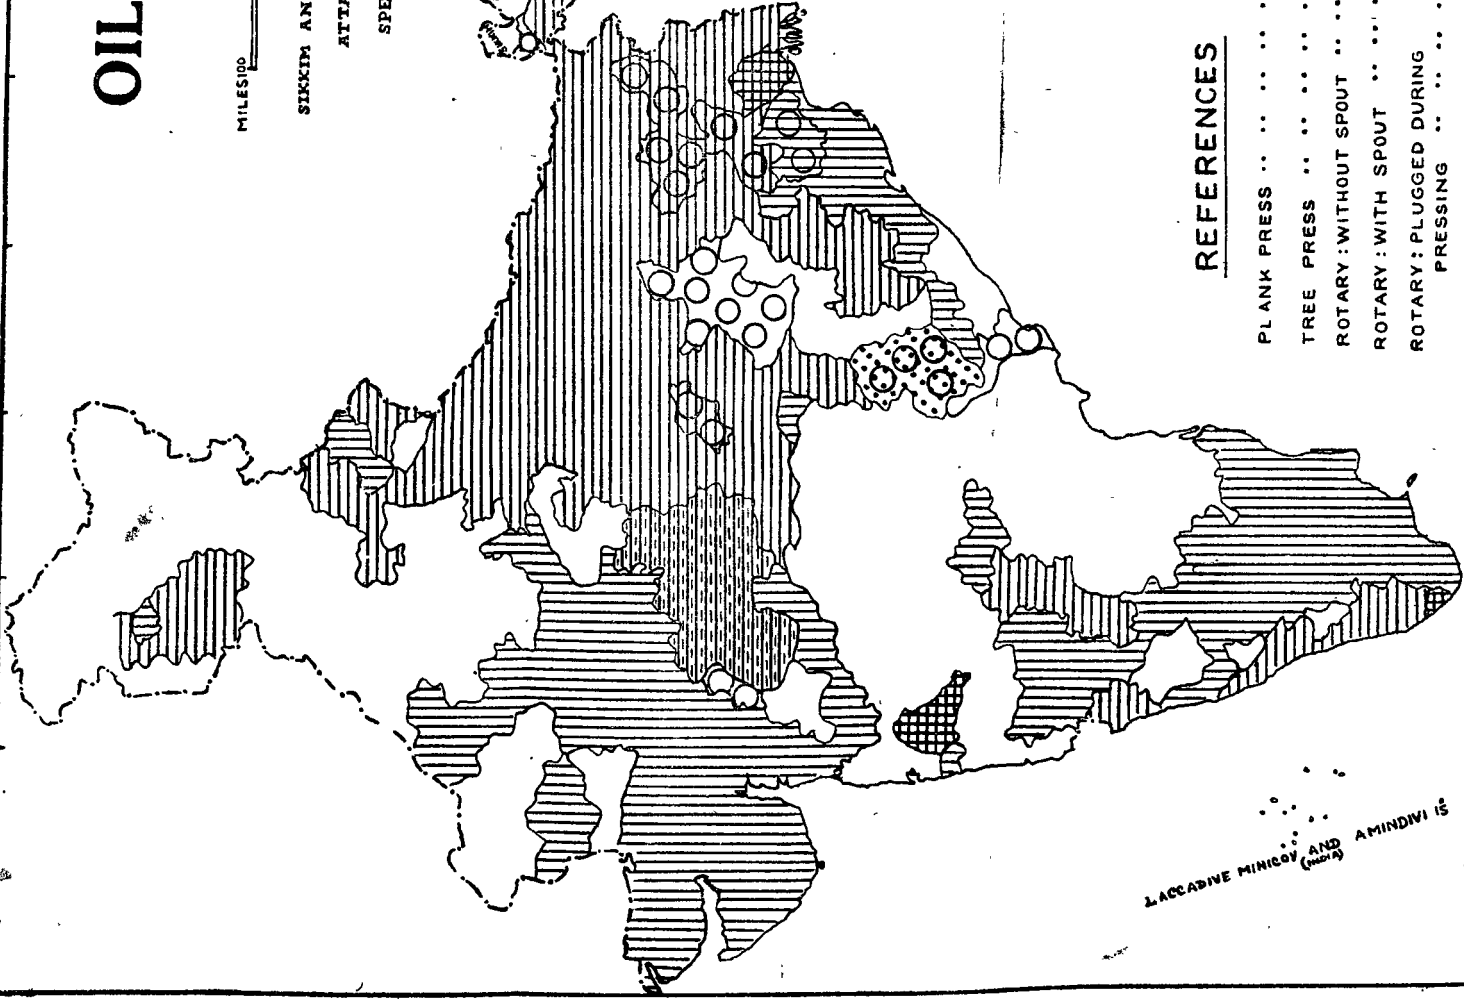 OIL
MILES100
SIKKIM AN
ATTA
SPE
REFERENCES
PLANK PRESS .. .. .. ..
TREE PRESS .. .. .. ..
ROTARY:WITHOUT SPOUT .. ..
ROTARY:WITH SPOUT .. ..
ROTARY:PLUGGED DURING
PRESSING .. .. ..
LACCADIVE MINICOY AND AMINDIVI IS
(INDIA)